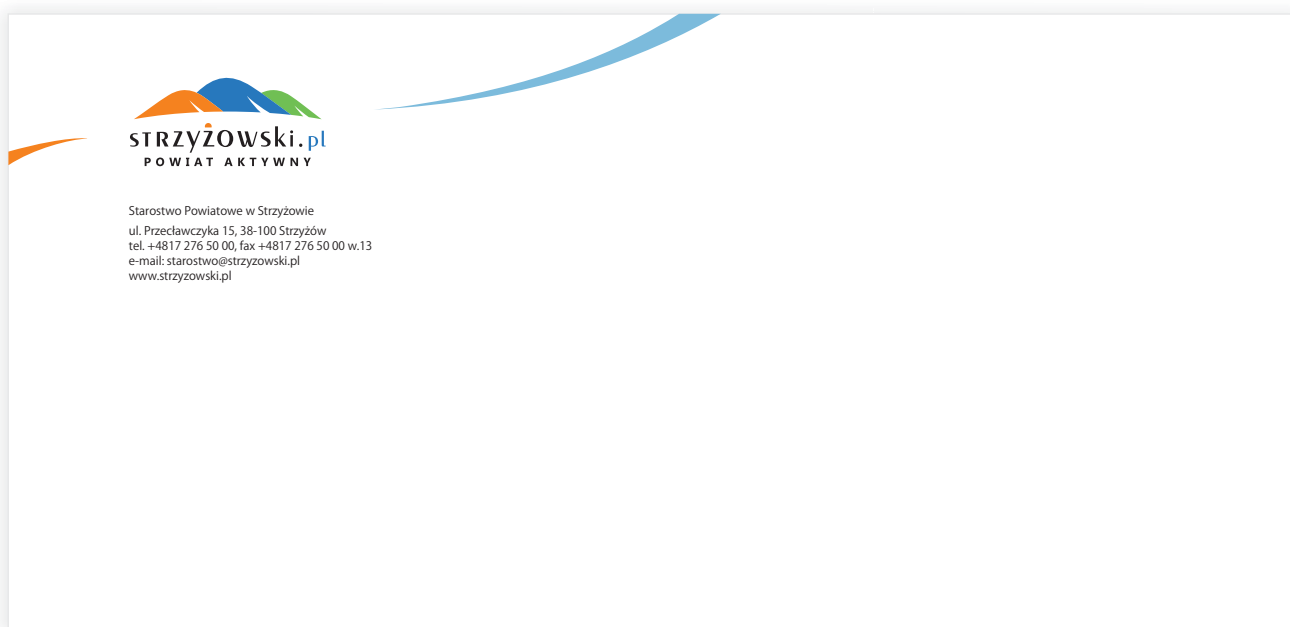 STRZYŻOWSki.pl
POWIAT AKTYWNY
Starostwo Powiatowe w Strzyżowie
ul. Przecławczyka 15, 38-100 Strzyżów
tel. +4817 276 50 00, fax +4817 276 50 00 w.13
e-mail: starostwo@strzyzowski.pl
www.strzyzowski.pl